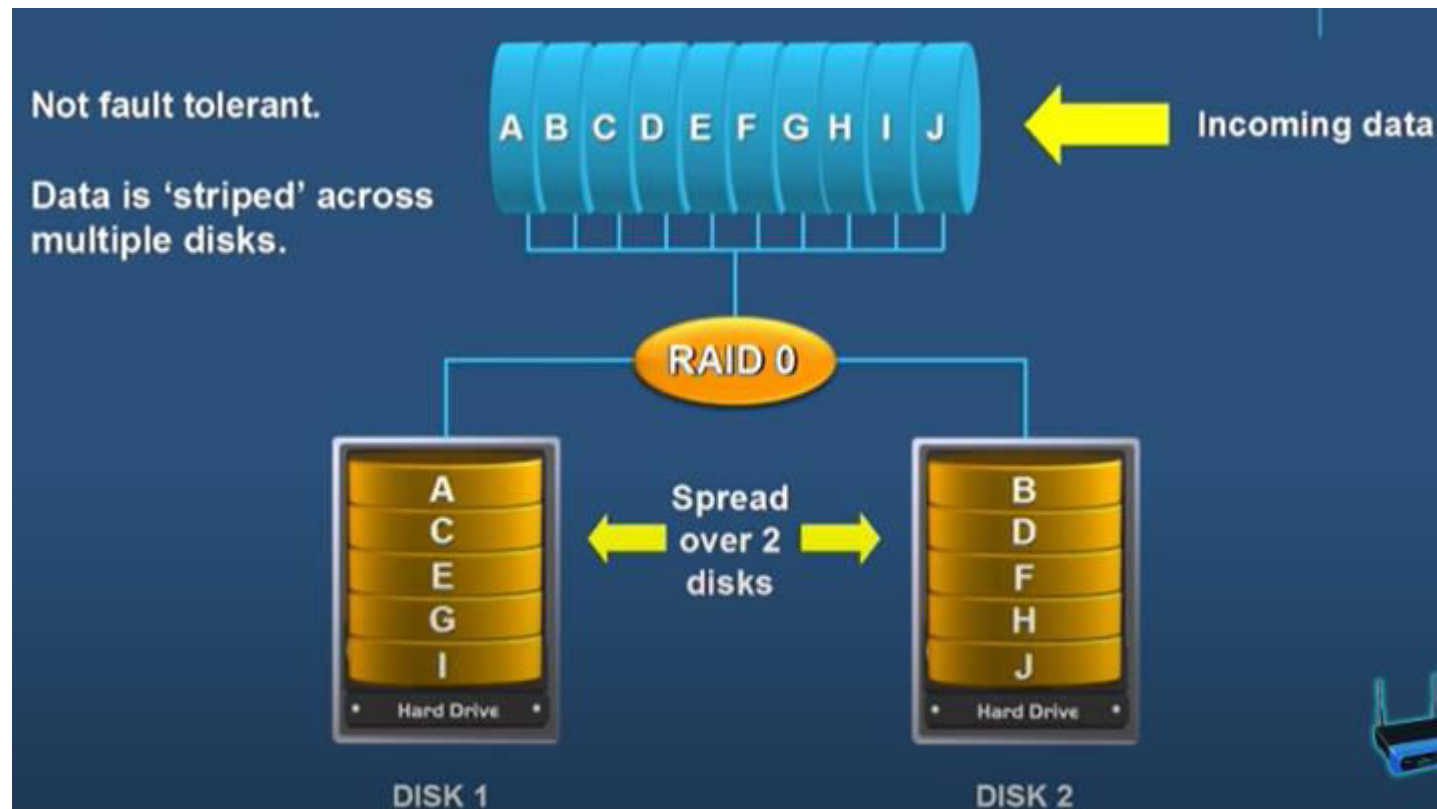 Not fault tolerant.
Data is ‘striped’ across
multiple disks.
A B C D E F G H I J
Incoming data
RAID 0
A
C
E
G
I
Hard Drive
DISK 1
Spread
over 2
disks
B
D
F
H
J
Hard Drive
DISK 2